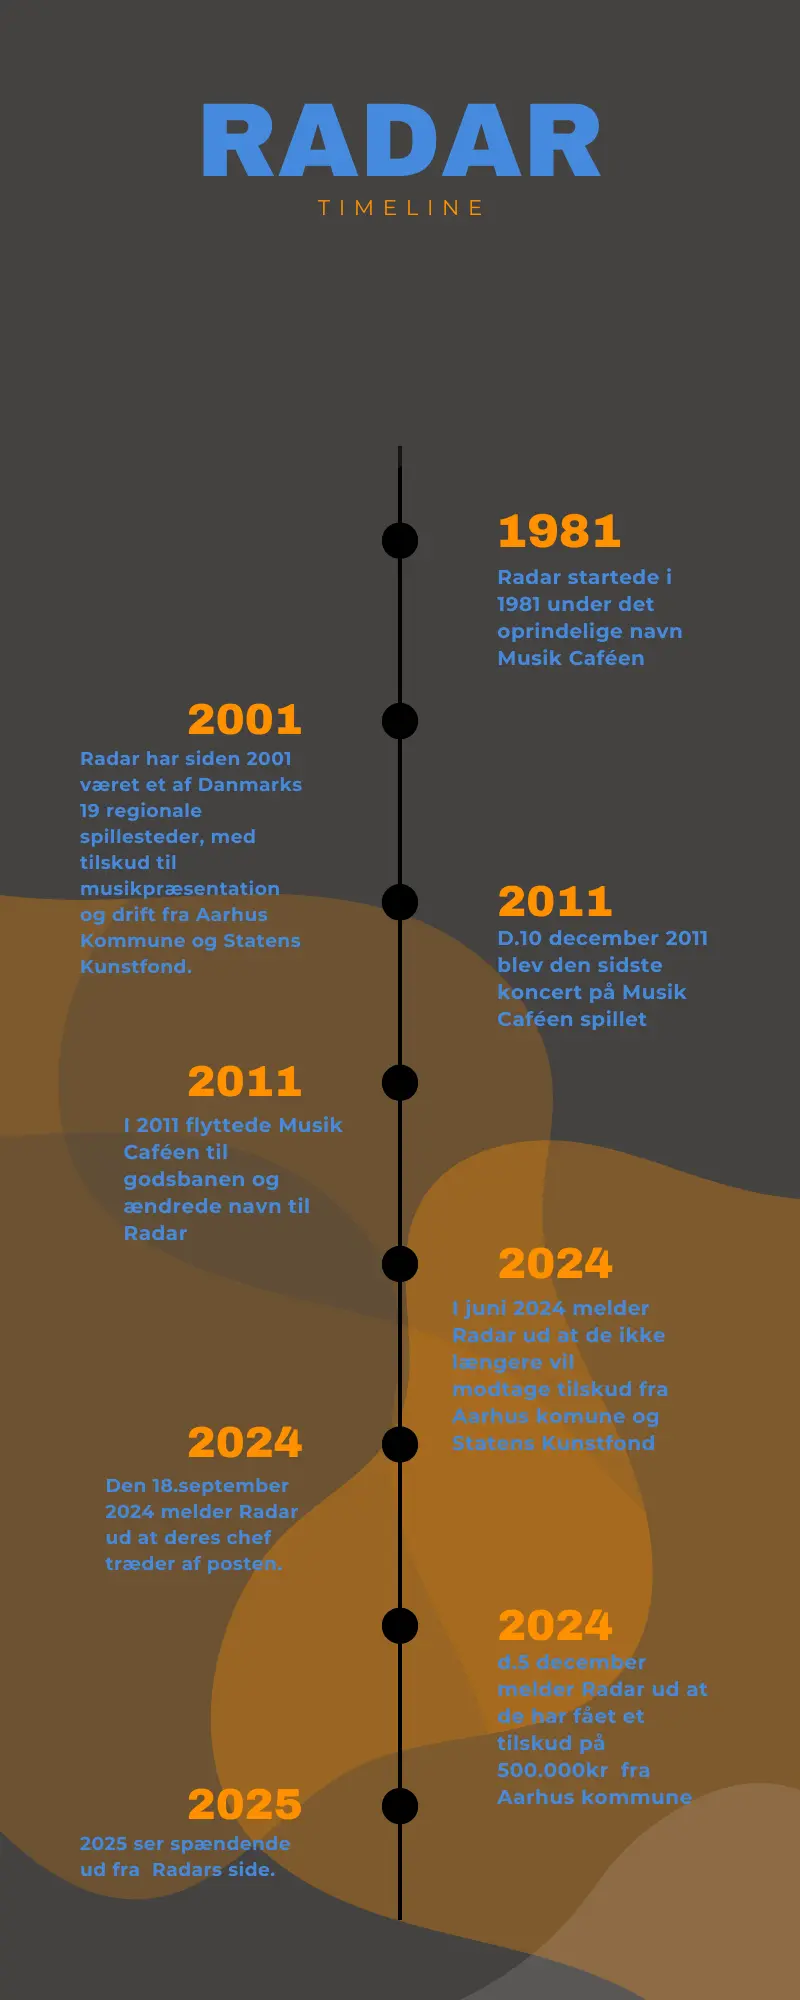 RADAR
TIMELINE
1981
Radar startede i
1981 under det
oprindelige navn
Musik Caféen
2001
Radar har siden 2001
været et af Danmarks
19 regionale
spillesteder, med
tilskud til
musikpræsentation
og drift fra Aarhus
Kommune og Statens
Kunstfond.
2011
D.10 december 2011
blev den sidste
koncert på Musik
Caféen spillet
2011
I 2011 flyttede Musik
Caféen til
godsbanen og
ændrede navn til
Radar
2024
I juni 2024 melder
Radar ud at de ikke
længere vil
modtage tilskud fra
Aarhus komune og
Statens Kunstfond
2024
Den 18.september
2024 melder Radar
ud at deres chef
træder af posten.
2024
d.5 december
melder Radar ud at
de har fået et
tilskud på
500.000kr  fra
Aarhus kommune
2025
2025 ser spændende
ud fra  Radars side.